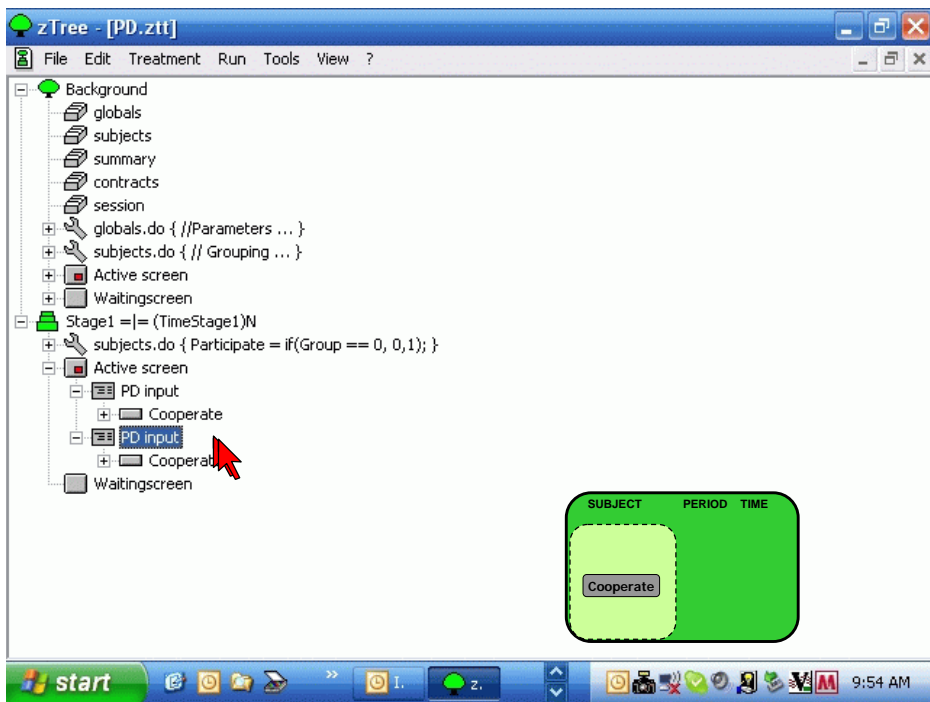 zTree - [PD.ztt]
File Edit Treatment Run Tools View ?
Background
globals
subjects
summary
contracts
session
globals.do { //Parameters ... }
subjects.do { // Grouping ... }
Active screen
Waitingscreen
Stage1 =|= (TimeStage1)N
subjects.do { Participate = if(Group == 0, 0,1); }
Active screen
PD input
Cooperate
PD input
Cooperat
Waitingscreen
SUBJECT PERIOD TIME
Cooperate
start I. z. 9:54 AM